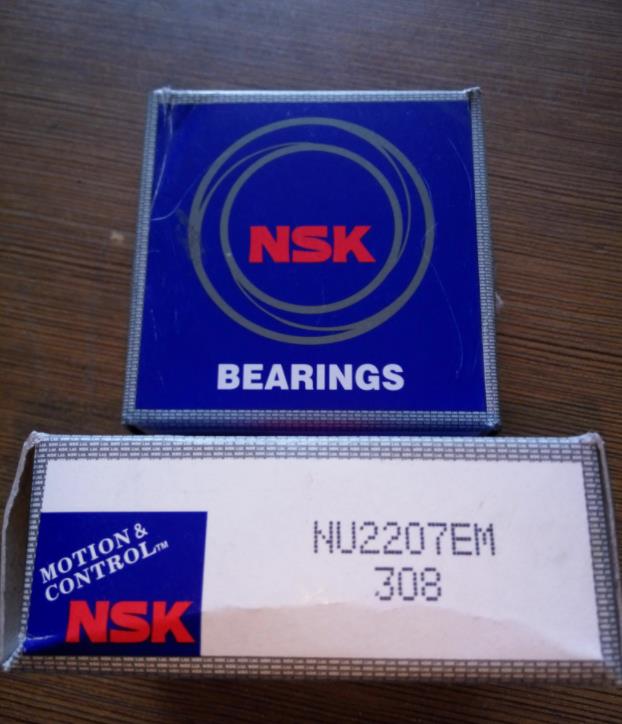 NSK
BEARINGS
MOTION &
CONTROL™
NSK
NU2207EM
308